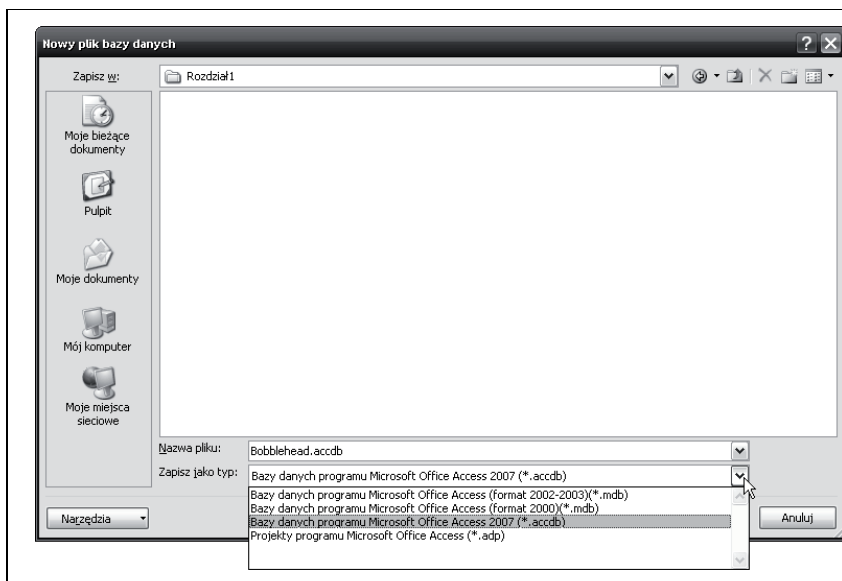 Nowy plik bazy danych
Zapisz w:
Rozdział1
Moje bieżące
dokumenty
Pulpit
Moje dokumenty
Mój komputer
Moje miejsca
sieciowe
Nazwa pliku:
Bobblehead.accdb
Zapisz jako typ:
Bazy danych programu Microsoft Office Access 2007 (*.accdb)
Bazy danych programu Microsoft Office Access (format 2002-2003)(*.mdb)
Bazy danych programu Microsoft Office Access (format 2000)(*.mdb)
Bazy danych programu Microsoft Office Access 2007 (*.accdb)
Projekty programu Microsoft Office Access (*.adp)
Narzędzia
Anuluj